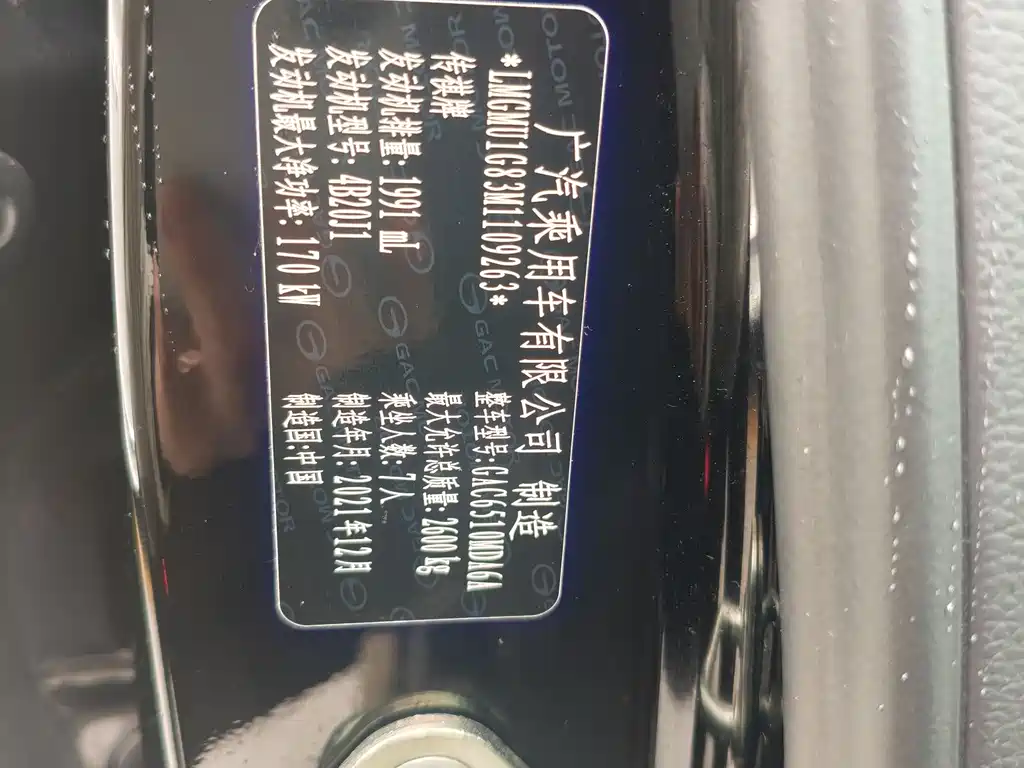 广汽乘用车有限公司 制造
*LMGMU1G83M1109263* 整车型号:GAC6510MDA6A
传祺牌 最大允许总质量:2600 kg
发动机排量:1991 mL 乘坐人数:7人
发动机型号:4B20J1 制造年月:2021年12月
发动机最大净功率:170 kW 制造国:中国